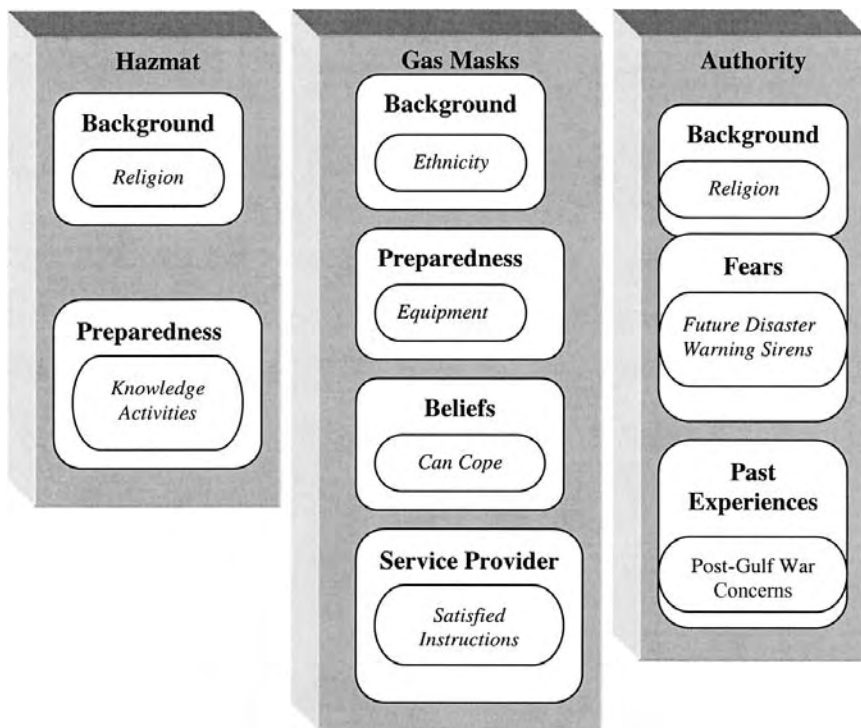 Hazmat
Background
Religion
Preparedness
Knowledge
Activities
Gas Masks
Background
Ethnicity
Preparedness
Equipment
Beliefs
Can Cope
Service Provider
Satisfied
Instructions
Authority
Background
Religion
Fears
Future Disaster
Warning Sirens
Past
Experiences
Post-Gulf War
Concerns